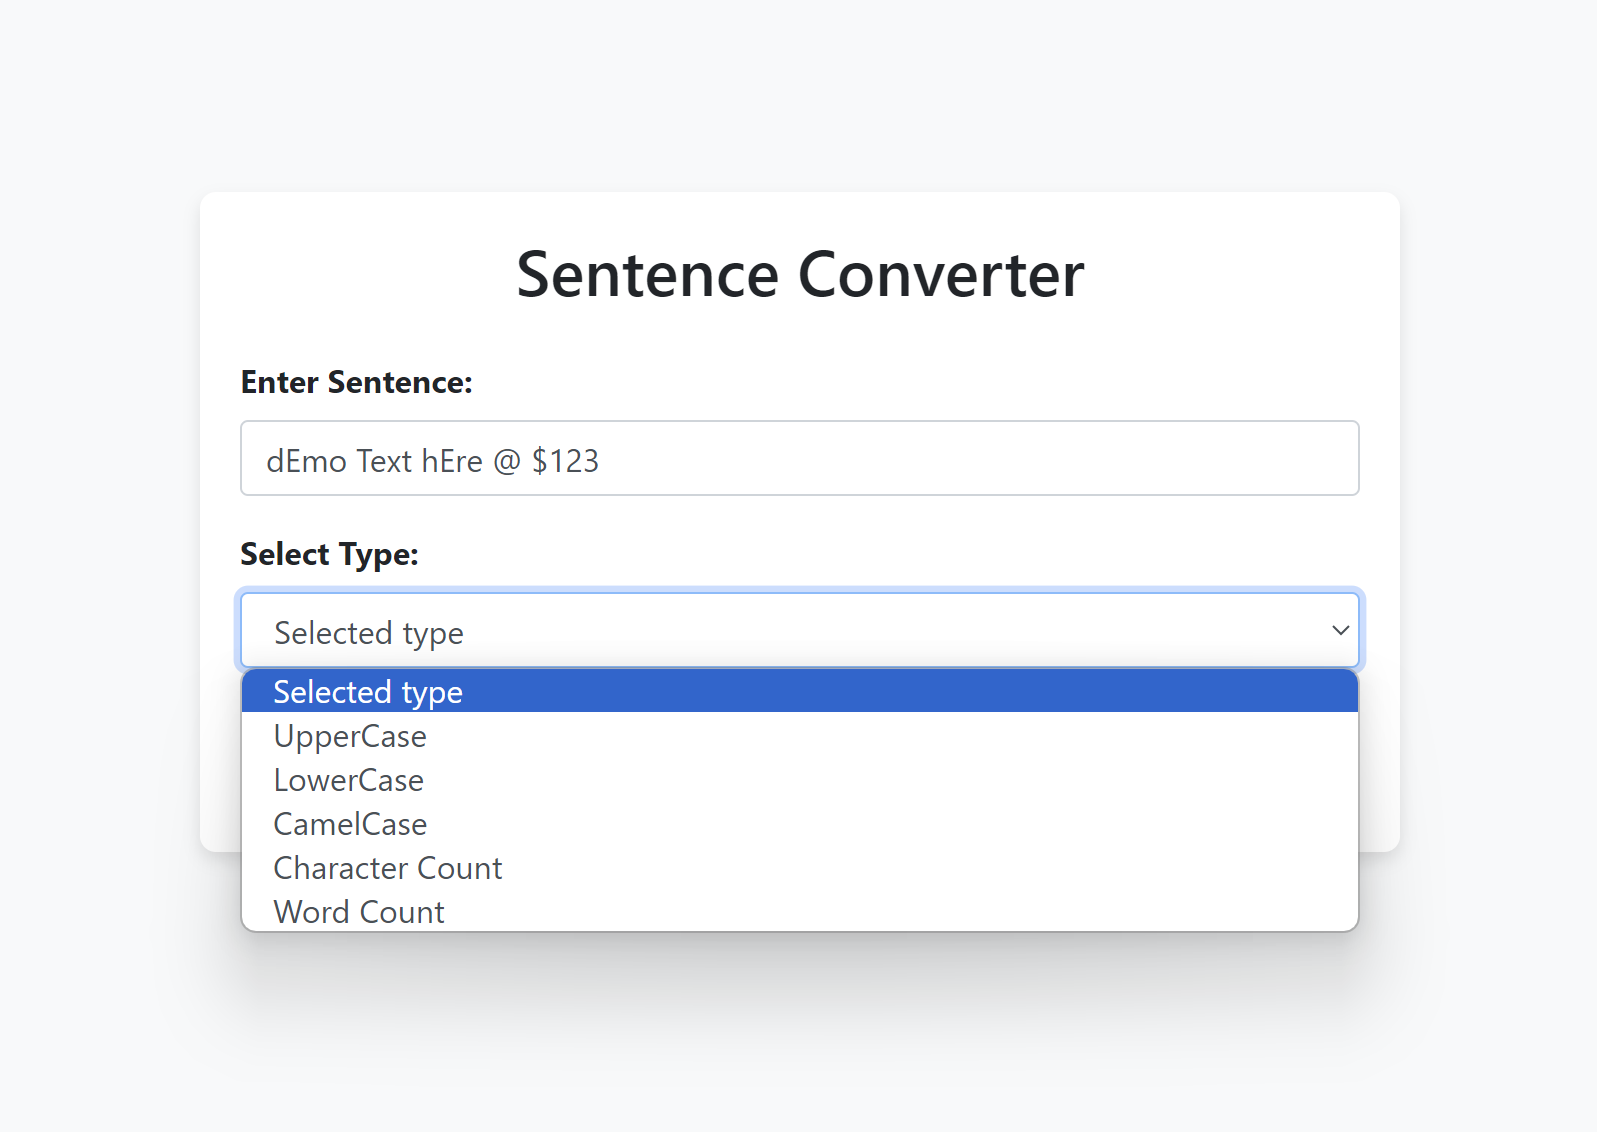 Sentence Converter
Enter Sentence:
dEmo Text hEre @ $123
Select Type:
Selected type
Selected type
UpperCase
LowerCase
CamelCase
Character Count
Word Count